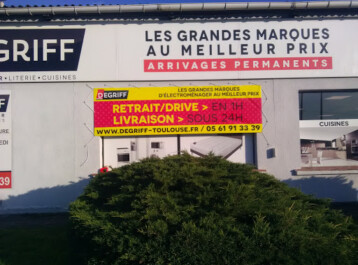 EGRIFF
R • LITERIE • CUISINES
LES GRANDES MARQUES
AU MEILLEUR PRIX
ARRIVAGES PERMANENTS
DEGRIFF
LES GRANDES MARQUES
D'ÉLECTROMÉNAGER AU MEILLEUR PRIX
RETRAIT/DRIVE > EN 1H
LIVRAISON > SOUS 24H
WWW.DEGRIFF-TOULOUSE.FR / 05 61 91 33 39
CUISINES
39